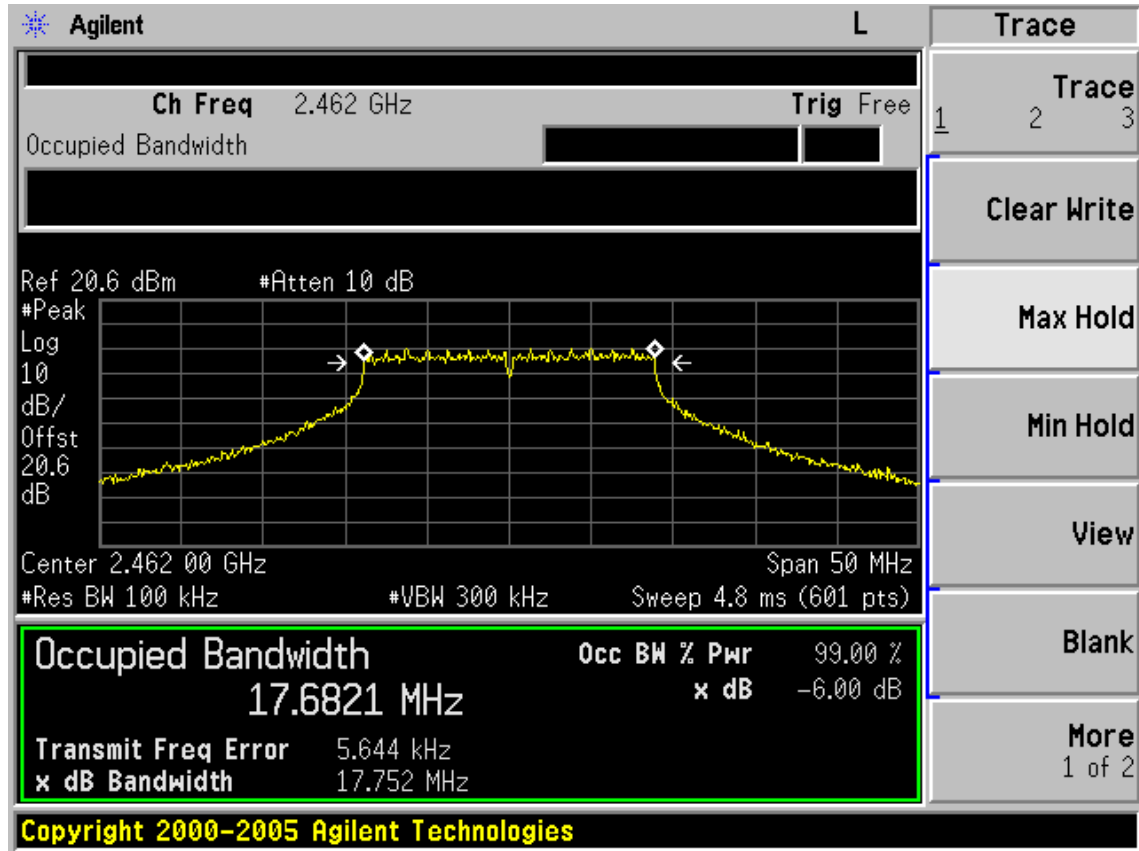 Agilent L Trace
Ch Freq 2.462 GHz Trig Free
Occupied Bandwidth
Trace
1 2 3
Clear Write
Max Hold
Min Hold
View
Blank
More
1 of 2
Ref 20.6 dBm #Atten 10 dB
#Peak
Log
10
dB/
Offst
20.6
dB
Center 2.462 00 GHz Span 50 MHz
#Res BW 100 kHz #VBW 300 kHz Sweep 4.8 ms (601 pts)
Occupied Bandwidth Occ BW % Pwr 99.00 %
17.6821 MHz x dB -6.00 dB
Transmit Freq Error 5.644 kHz
x dB Bandwidth 17.752 MHz
Copyright 2000-2005 Agilent Technologies